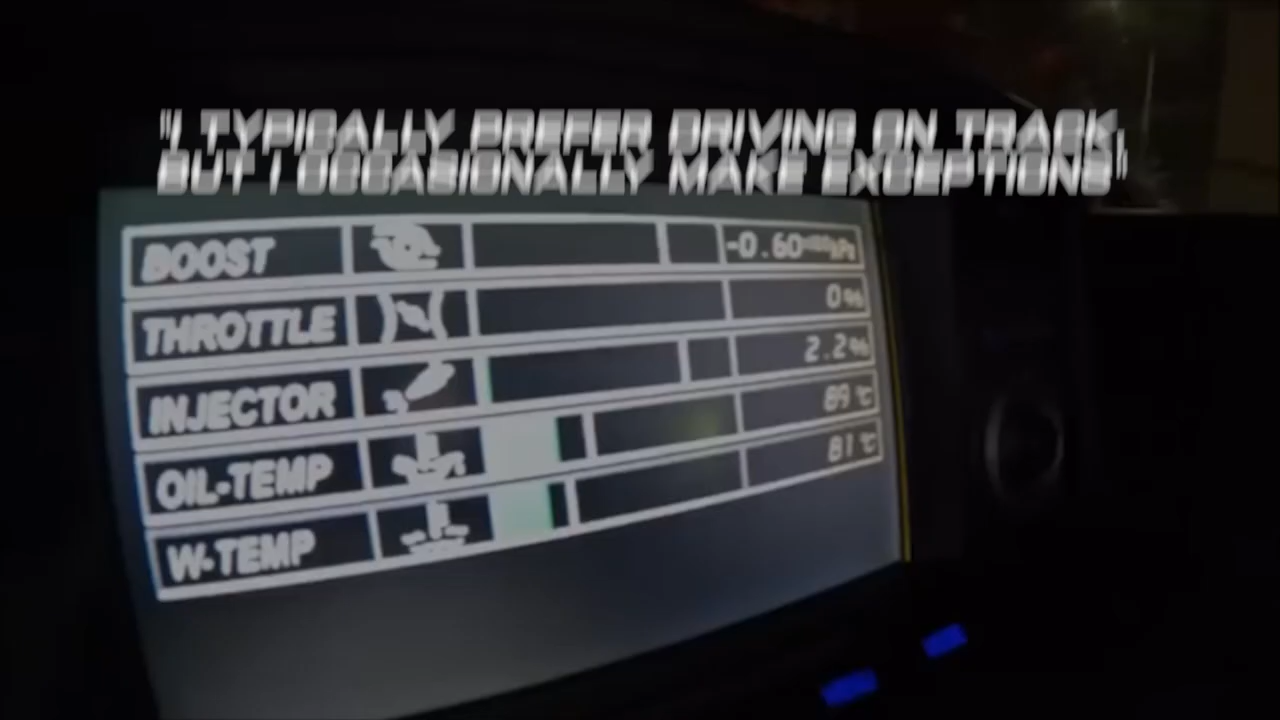 "I TYPICALLY PREFER DRIVING ON TRACK,
BUT I OCCASIONALLY MAKE EXCEPTIONS"
BOOST -0.60 kPa
THROTTLE 0%
INJECTOR 2.2%
OIL-TEMP 89℃
W-TEMP 81℃